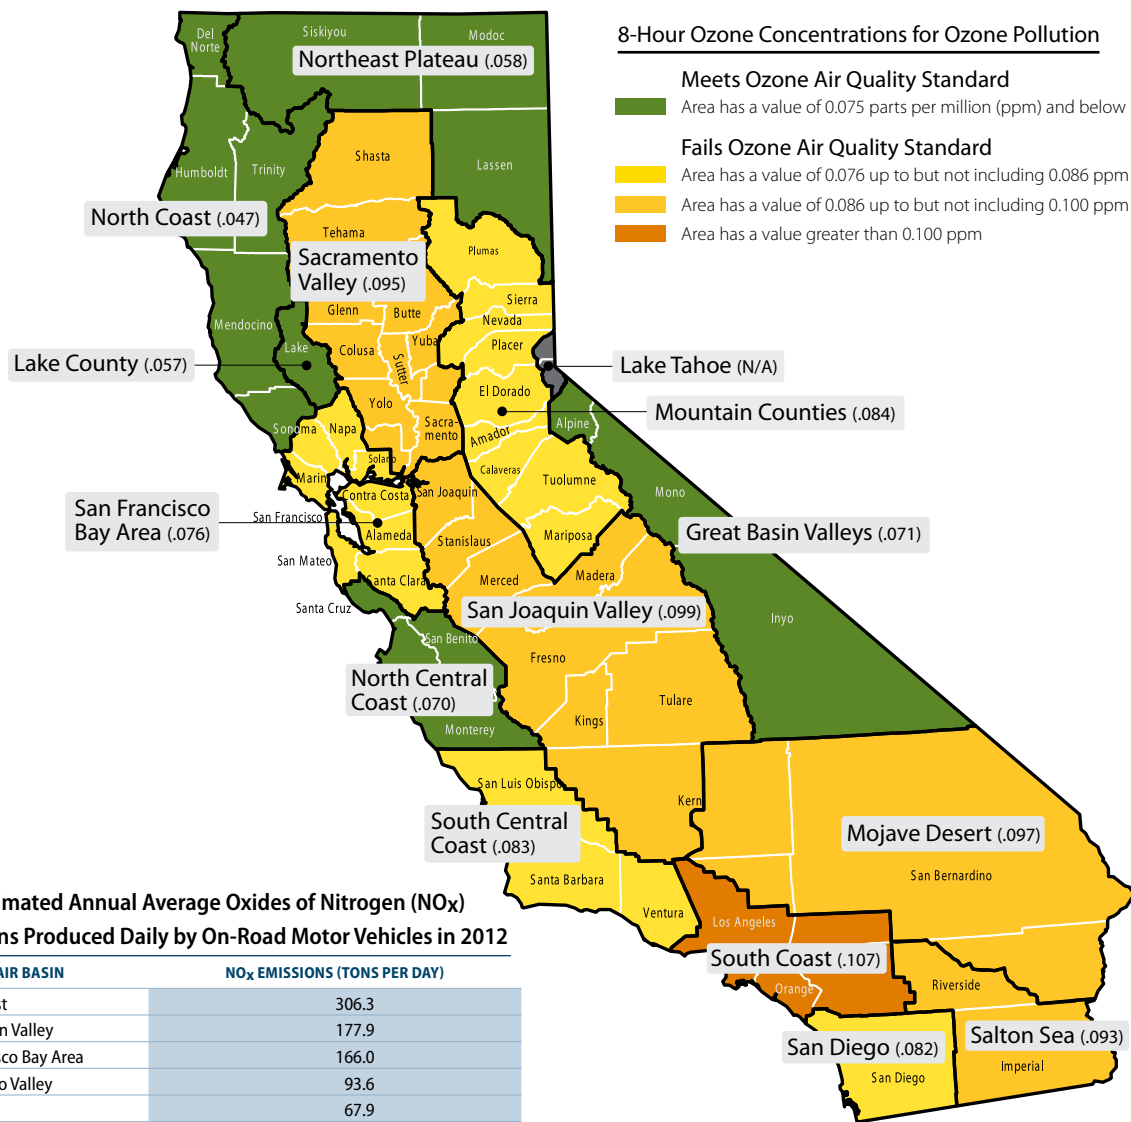 8-Hour Ozone Concentrations for Ozone Pollution
Meets Ozone Air Quality Standard
Area has a value of 0.075 parts per million (ppm) and below
Fails Ozone Air Quality Standard
Area has a value of 0.076 up to but not including 0.086 ppm
Area has a value of 0.086 up to but not including 0.100 ppm
Area has a value greater than 0.100 ppm
Del
Norte
Siskiyou
Modoc
Northeast Plateau (.058)
Shasta
Lassen
Humboldt
Trinity
North Coast (.047)
Tehama
Plumas
Sacramento
Valley (.095)
Sierra
Glenn
Butte
Nevada
Mendocino
Yuba
Placer
Lake
Colusa
Sutter
Lake County (.057)
Lake Tahoe (N/A)
El Dorado
Yolo
Mountain Counties (.084)
Sonoma
Napa
Sacra-
mento
Amador
Alpine
Solano
Calaveras
Marin
Tuolumne
Contra Costa
San Joaquin
Mono
San Francisco
Bay Area (.076)
San Francisco
Alameda
Stanislaus
Mariposa
Great Basin Valleys (.071)
San Mateo
Santa Clara
Merced
Madera
Santa Cruz
San Joaquin Valley (.099)
Inyo
San Benito
Fresno
North Central
Coast (.070)
Tulare
Kings
Monterey
San Luis Obispo
Kern
South Central
Coast (.083)
Mojave Desert (.097)
Santa Barbara
San Bernardino
Ventura
Los Angeles
South Coast (.107)
Orange
Riverside
San Diego (.082)
Salton Sea (.093)
San Diego
Imperial
mated Annual Average Oxides of Nitrogen (NOx)
ns Produced Daily by On-Road Motor Vehicles in 2012
AIR BASIN
NOx EMISSIONS (TONS PER DAY)
st
306.3
n Valley
177.9
sco Bay Area
166.0
o Valley
93.6
67.9